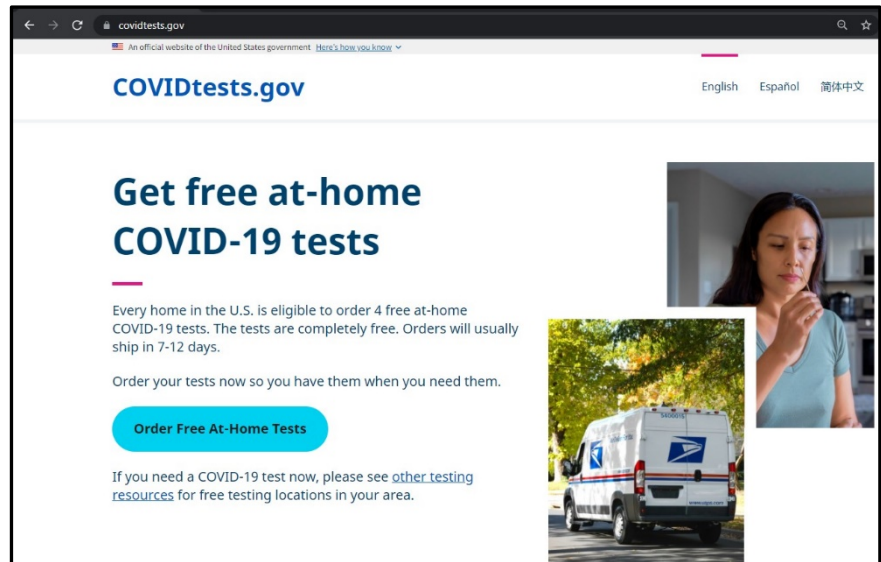 covidtests.gov
An official website of the United States government Here's how you know
COVIDtests.gov
English Español 简体中文
Get free at-home
COVID-19 tests
Every home in the U.S. is eligible to order 4 free at-home
COVID-19 tests. The tests are completely free. Orders will usually
ship in 7-12 days.
Order your tests now so you have them when you need them.
Order Free At-Home Tests
If you need a COVID-19 test now, please see other testing
resources for free testing locations in your area.
www.usps.com